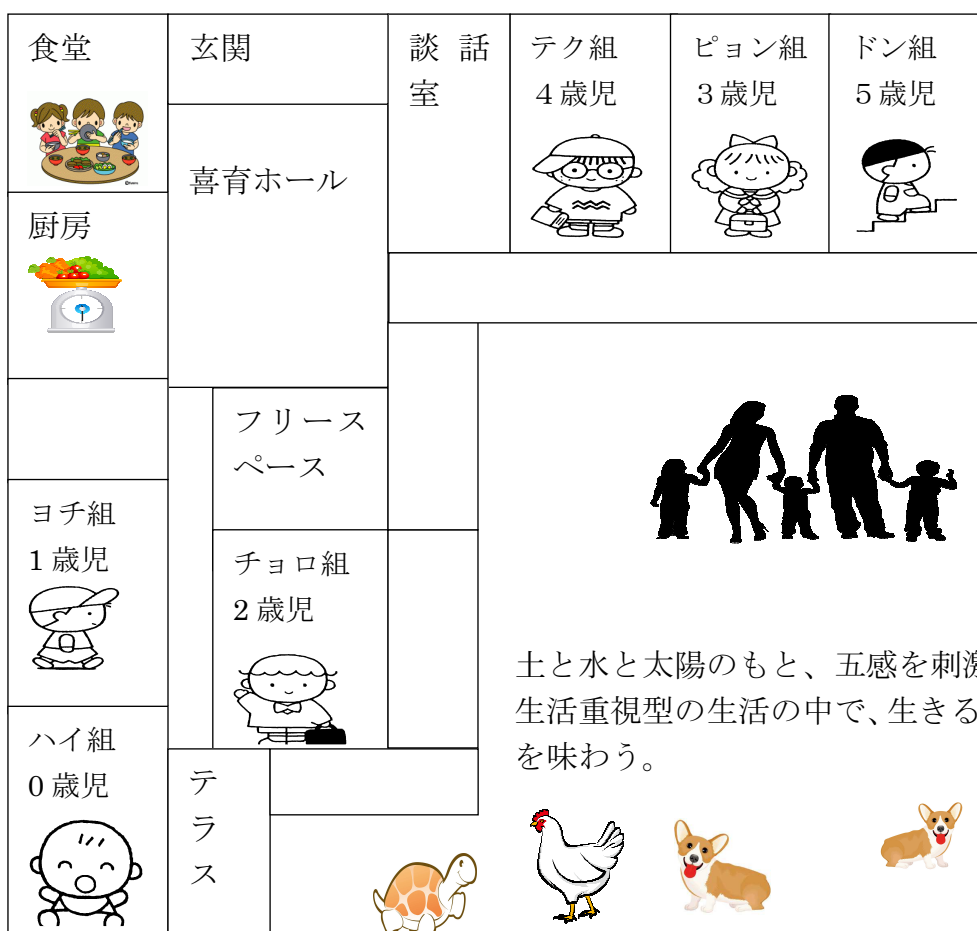 食堂
玄関
談話
室
テク組
４歳児
ピョン組
３歳児
ドン組
５歳児
喜育ホール
厨房
フリース
ペース
ヨチ組
1歳児
チョロ組
2歳児
土と水と太陽のもと、五感を刺激
生活重視型の生活の中で、生きる
を味わう。
ハイ組
0歳児
テ
ラ
ス